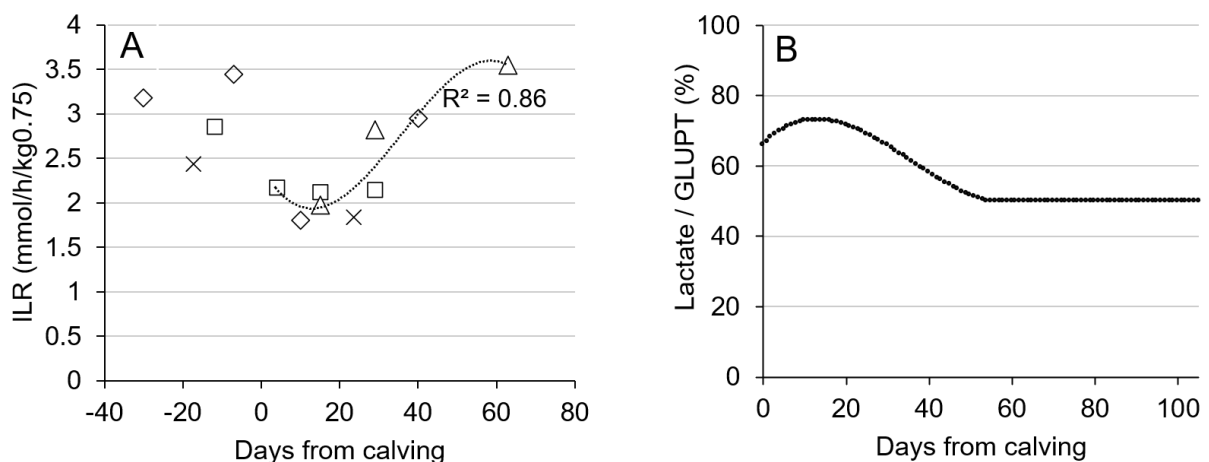 A
ILR (mmol/h/kg0.75)
4
3.5
3
2.5
2
1.5
1
0.5
0
R² = 0.86
-40 -20 0 20 40 60 80
Days from calving
B
Lactate / GLUPT (%)
100
80
60
40
20
0
0 20 40 60 80 100
Days from calving